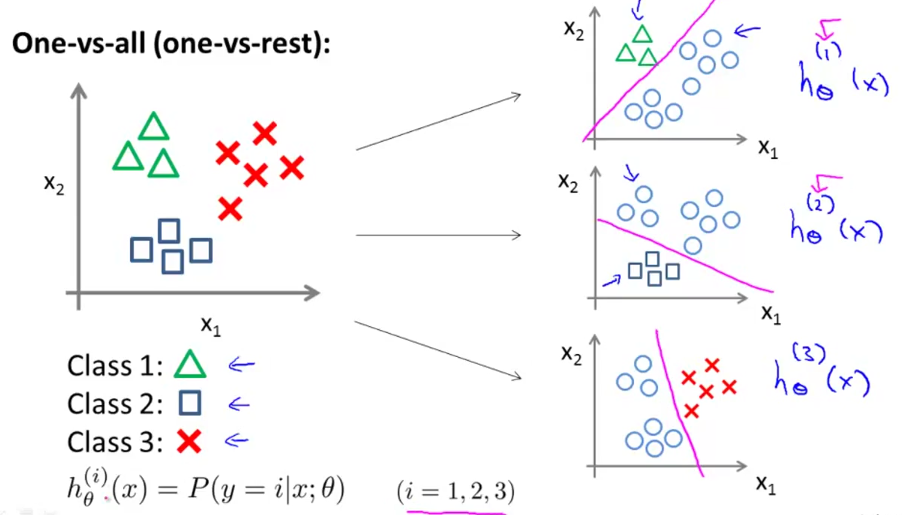 One-vs-all (one-vs-rest):
x₂
x₁
Class 1:
Class 2:
Class 3:
h_θ^{(i)}(x) = P(y = i|x; θ) (i = 1, 2, 3)
x₂
x₁
h_θ^{(1)}(x)
x₂
x₁
h_θ^{(2)}(x)
x₂
x₁
h_θ^{(3)}(x)